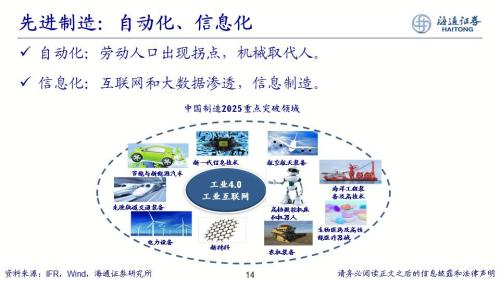 先进制造：自动化、信息化
海通证券
HAITONG
✓ 自动化：劳动人口出现拐点，机械取代人。
✓ 信息化：互联网和大数据渗透，信息制造。
中国制造2025重点突破领域
新一代信息技术
航空航天装备
节能与新能源汽车
海洋工程装
备及高技术
工业4.0
工业互联网
先进轨道交通装备
高档数控机床
和机器人
生物医药及高性
能医疗器械
电力设备
新材料
农机装备
资料来源：IFR，Wind，海通证券研究所
14
请务必阅读正文之后的信息披露和法律声明